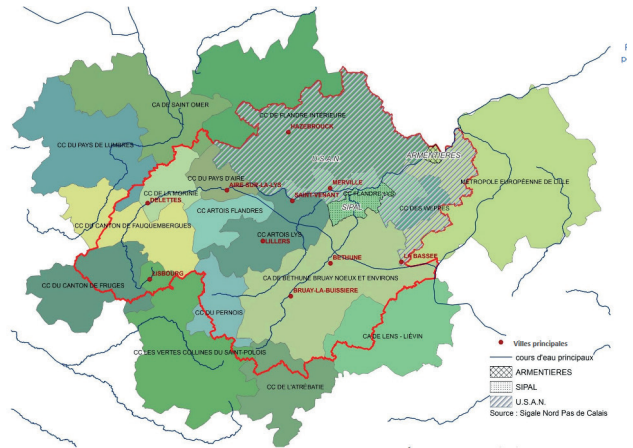 CA DE SAINT OMER
CC DE FLANDRE INTERIEURE
HAZEBROUCK
CC DU PAYS DE LUMBRES
U.S.A.N.
ARMENTIERES
CC DU PAYS D'AIRE
AIRE-SUR-LA-LYS
MERVILLE
METROPOLE EUROPÉENNE DE LILLE
CC DE LA MORINIE
SAINT-VENANT
CC FLANDRE LYS
DELETTES
SIPAL
CC DES WEPPES
CC ARTOIS FLANDRES
CC DU CANTON DE FAUQUEMBERGUES
CC ARTOIS LYS
LILLERS
BETHUNE
LA BASSEE
LISBOURG
CC DU CANTON DE FRUGES
CA DE BETHUNE BRUAY NOEUX ET ENVIRONS
BRUAY-LA-BUISSIERE
CC DU PERNOIS
CA DE LENS - LIÉVIN
CC LES VERTES COLLINES DU SAINT-POLOIS
CC DE L'ATREBATIE
Villes principales
cours d'eau principaux
ARMENTIERES
SIPAL
U.S.A.N.
Source : Sigale Nord Pas de Calais